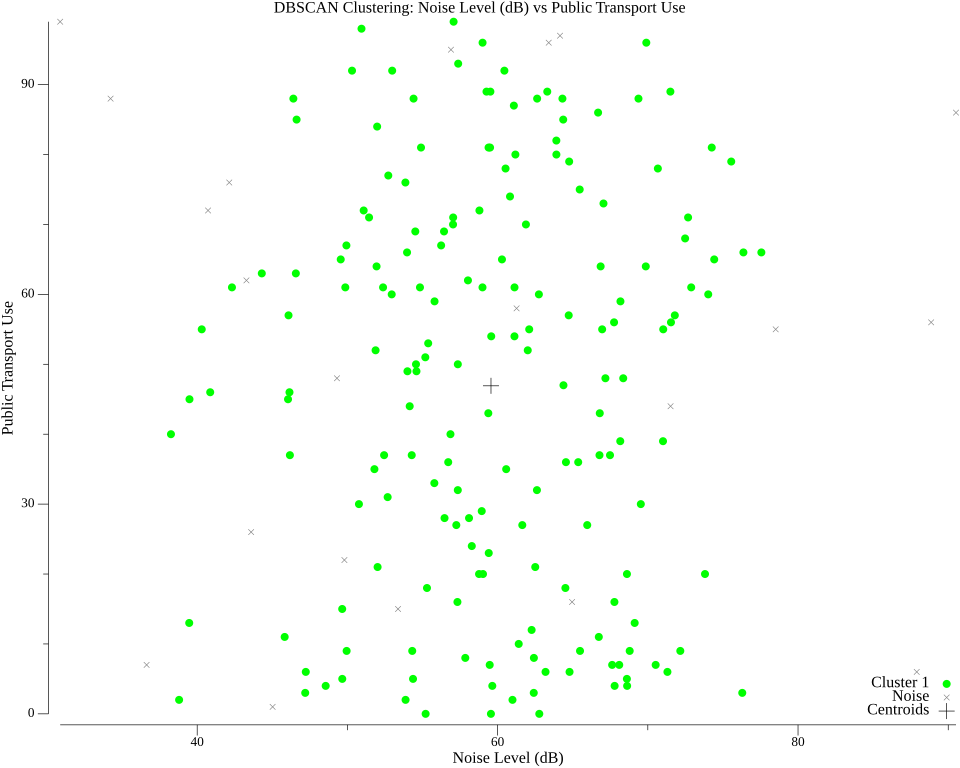 DBSCAN Clustering: Noise Level (dB) vs Public Transport Use
90
60
30
0
Public Transport Use
40
60
80
Noise Level (dB)
Cluster 1
Noise
Centroids